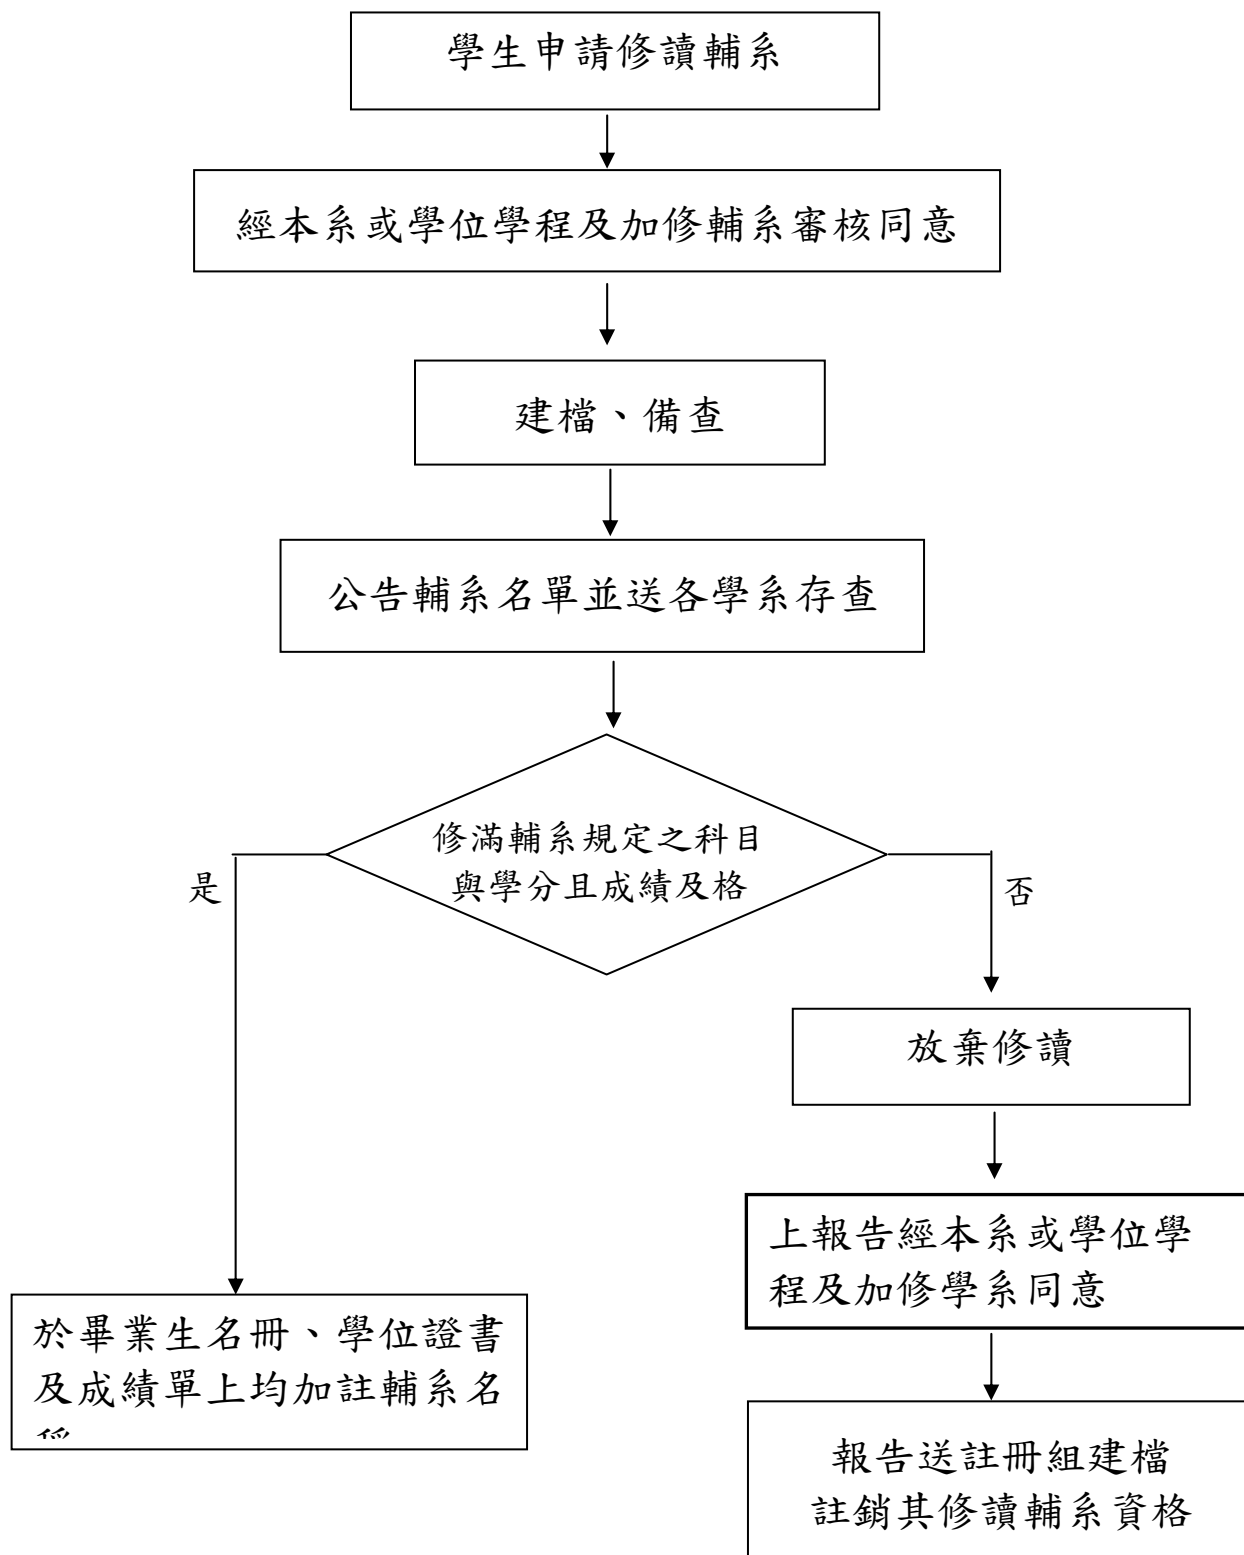 學生申請修讀輔系
經本系或學位學程及加修輔系審核同意
建檔、備查
公告輔系名單並送各學系存查
修滿輔系規定之科目
與學分且成績及格
是
否
放棄修讀
上報告經本系或學位學
程及加修學系同意
於畢業生名冊、學位證書
及成績單上均加註輔系名
報告送註冊組建檔
註銷其修讀輔系資格